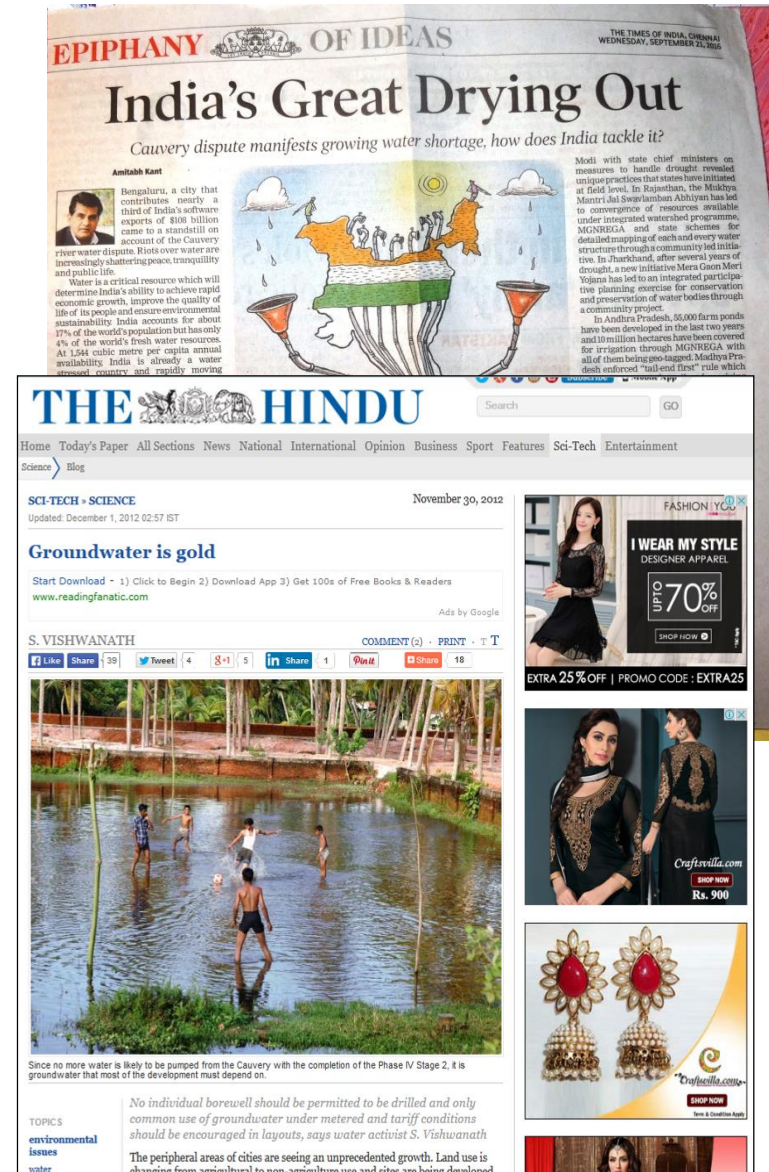 EPIPHANY OF IDEAS
THE TIMES OF INDIA, CHENNAI
WEDNESDAY, SEPTEMBER 21, 2016
India's Great Drying Out
Cauvery dispute manifests growing water shortage, how does India tackle it?
Amitabh Kant
Bengaluru, a city that
contributes nearly a
third of India's software
exports of $108 billion
came to a standstill on
account of the Cauvery
river water dispute. Riots over water are
increasingly shattering peace, tranquillity
and public life.
Water is a critical resource which will
determine India's ability to achieve rapid
economic growth, improve the quality of
life of its people and ensure environmental
sustainability. India accounts for about
17% of the world's population but has only
4% of the world's fresh water resources.
At 1,544 cubic metre per capita annual
availability, India is already a water
stressed country and rapidly moving
PAKISTAN
Modi with state chief ministers on
measures to handle drought revealed
unique practices that states have initiated
at field level. In Rajasthan, the Mukhya
Mantri Jal Swavlamban Abhiyan has led
to convergence of resources available
under integrated watershed programme,
MGNREGA and state schemes for
detailed mapping of each and every water
structure through a community led initia-
tive. In Jharkhand, after several years of
drought, a new initiative Mera Gaon Meri
Yojana has led to an integrated participa-
tive planning exercise for conservation
and preservation of water bodies through
a community project.
In Andhra Pradesh, 55,000 farm ponds
have been developed in the last two years
and 10 million hectares have been covered
for irrigation through MGNREGA with
all of them being geo-tagged. Madhya Pra-
desh enforced "tail end first" rule which
Subscribe Mobile App
THE HINDU
Search GO
Home Today's Paper All Sections News National International Opinion Business Sport Features Sci-Tech Entertainment
Science Blog
SCI-TECH » SCIENCE November 30, 2012
Updated: December 1, 2012 02:57 IST
Groundwater is gold
Start Download - 1) Click to Begin 2) Download App 3) Get 100s of Free Books & Readers
www.readingfanatic.com
Ads by Google
S. VISHWANATH COMMENT (2) · PRINT · T T
Like Share 39 Tweet 4 g+1 5 in Share 1 Pin it Share 18
Since no more water is likely to be pumped from the Cauvery with the completion of the Phase IV Stage 2, it is
groundwater that most of the development must depend on.
TOPICS
environmental
issues
water
No individual borewell should be permitted to be drilled and only
common use of groundwater under metered and tariff conditions
should be encouraged in layouts, says water activist S. Vishwanath
The peripheral areas of cities are seeing an unprecedented growth. Land use is
changing from agricultural to non-agriculture use and sites are being developed
FASHION YOU
I WEAR MY STYLE
DESIGNER APPAREL
UPTO 70% OFF
SHOP NOW
EXTRA 25% OFF | PROMO CODE : EXTRA25
Craftsvilla.com
SHOP NOW
Rs. 900
Craftsvilla.com
SHOP NOW
Term & Condition Apply